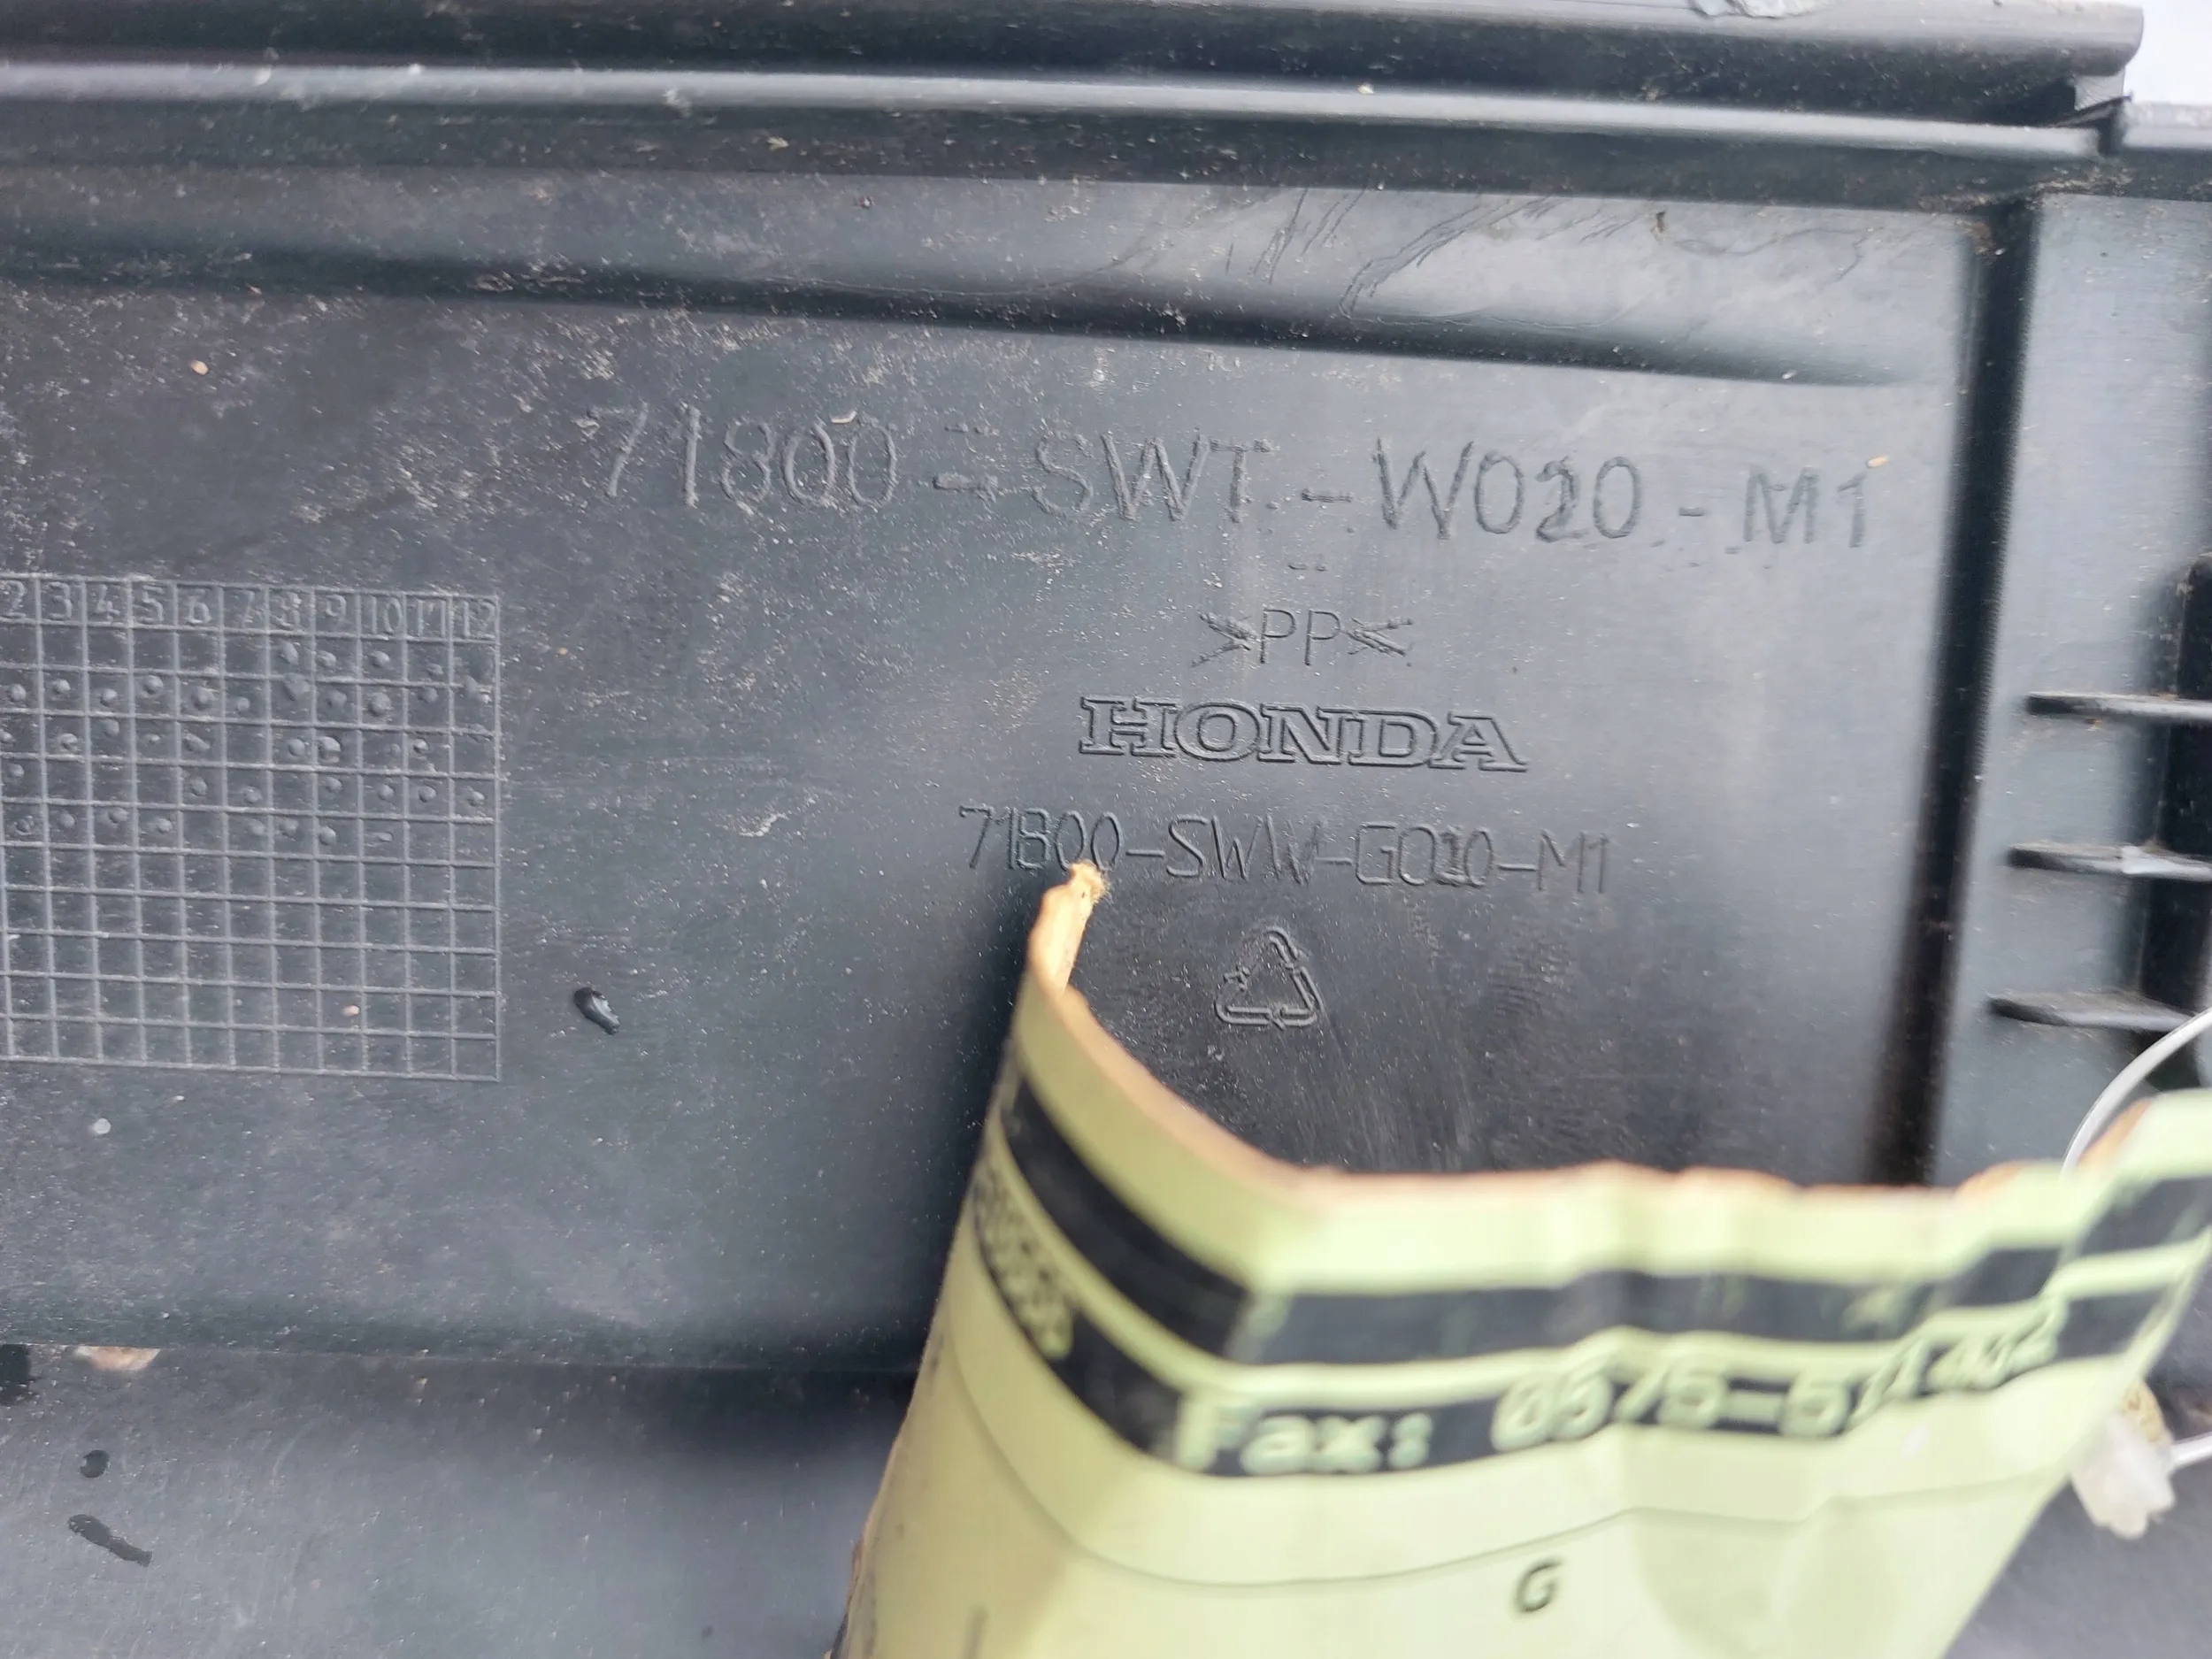 71800-SWT-W020-M1
2 3 4 5 6 7 8 9 10 11 12
>PP<
HONDA
71800-SWW-G010-M1
Fax:
G